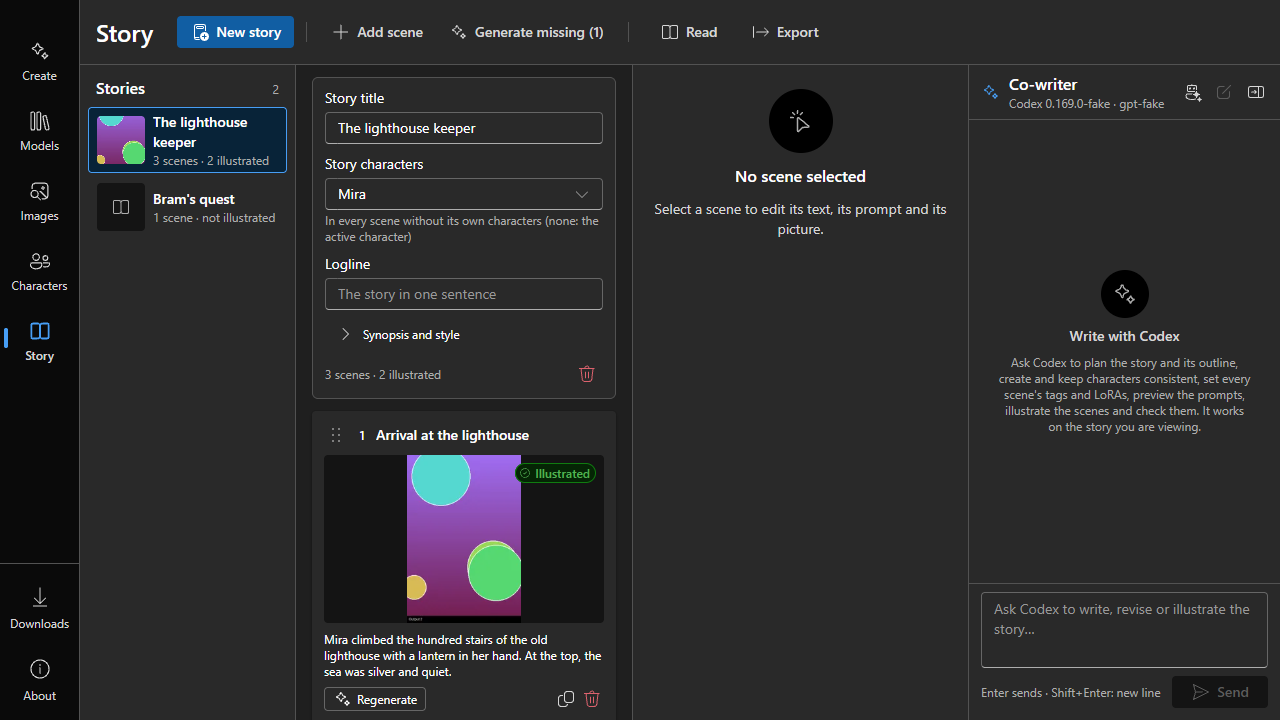 Story
New story
Add scene
Generate missing (1)
Read
Export
Create
Models
Images
Characters
Story
Downloads
About
Stories
2
The lighthouse
keeper
3 scenes · 2 illustrated
Bram's quest
1 scene · not illustrated
Story title
The lighthouse keeper
Story characters
Mira
In every scene without its own characters (none: the
active character)
Logline
The story in one sentence
Synopsis and style
3 scenes · 2 illustrated
1 Arrival at the lighthouse
Illustrated
Mira climbed the hundred stairs of the old
lighthouse with a lantern in her hand. At the top, the
sea was silver and quiet.
Regenerate
No scene selected
Select a scene to edit its text, its prompt and its
picture.
Co-writer
Codex 0.169.0-fake · gpt-fake
Write with Codex
Ask Codex to plan the story and its outline,
create and keep characters consistent, set every
scene's tags and LoRAs, preview the prompts,
illustrate the scenes and check them. It works
on the story you are viewing.
Ask Codex to write, revise or illustrate the
story...
Enter sends · Shift+Enter: new line
Send